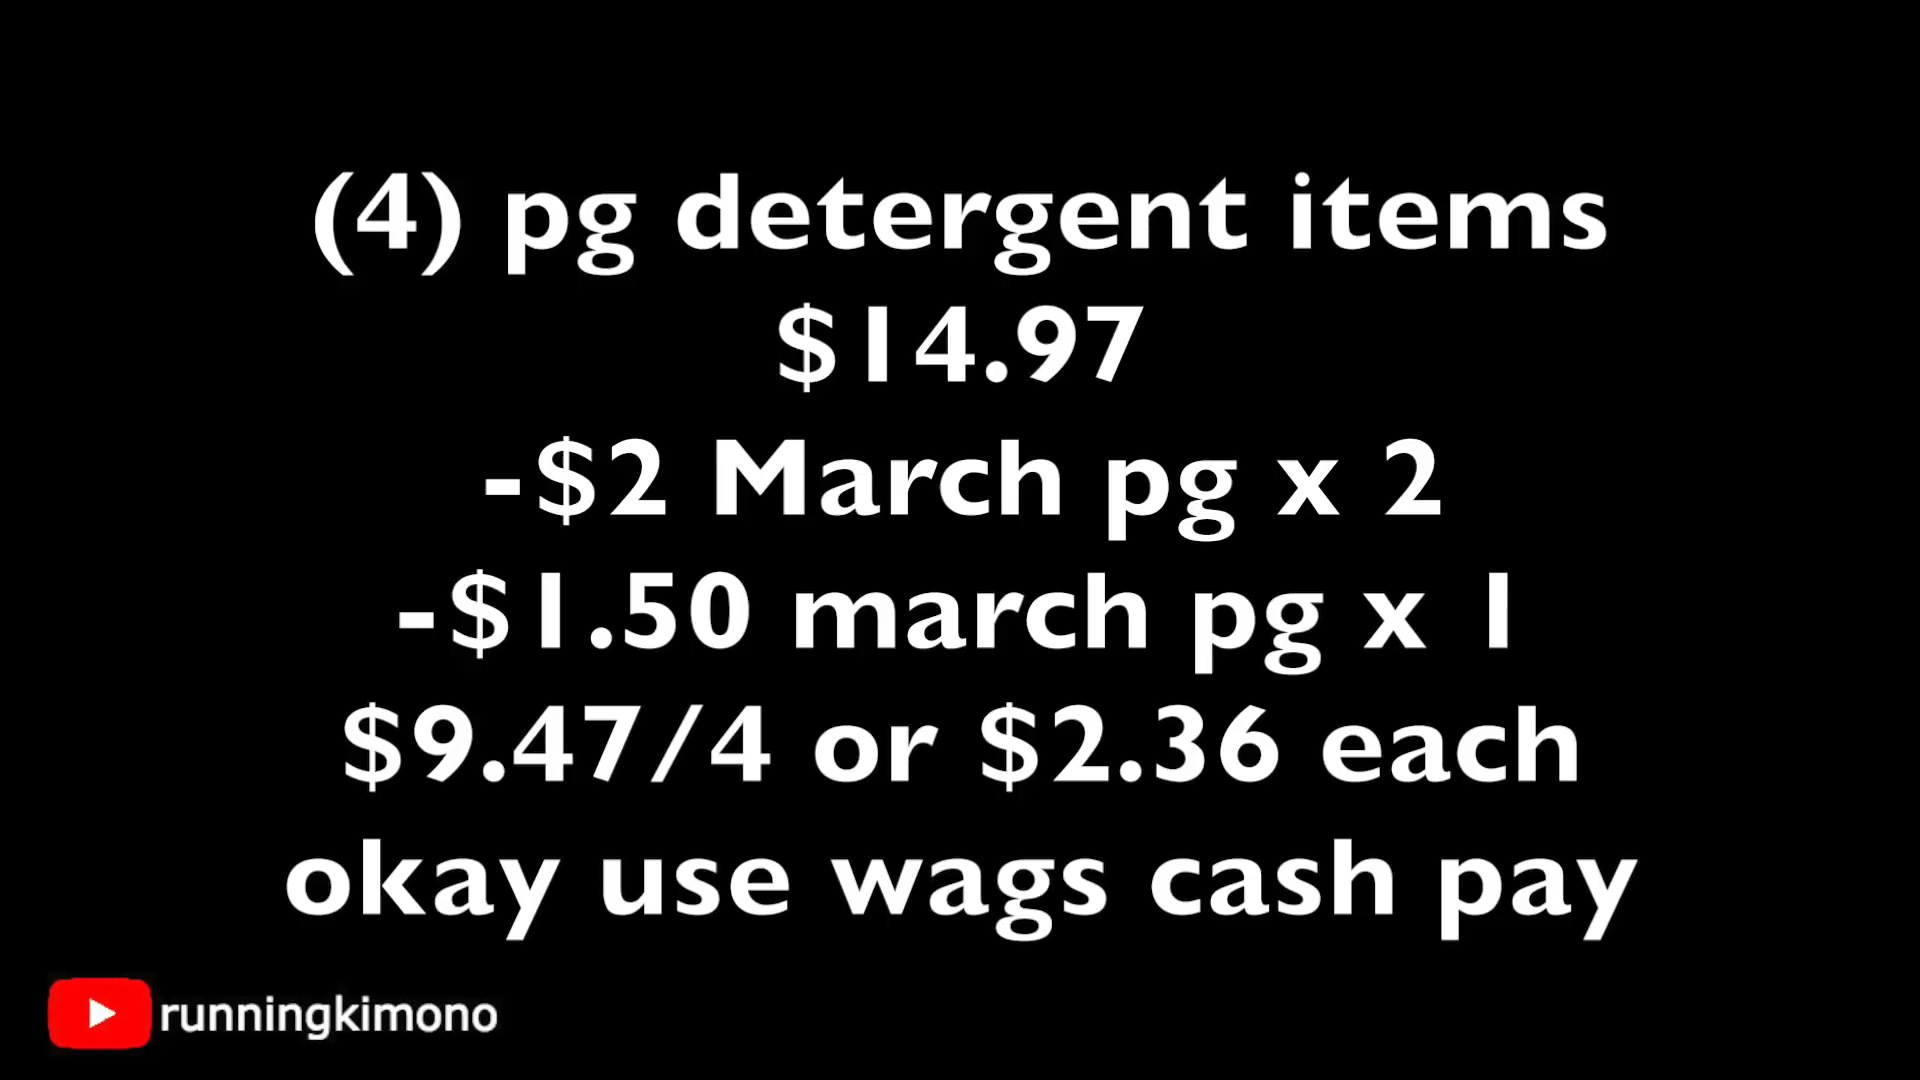 (4) pg detergent items
$14.97
-$2 March pg x 2
-$1.50 march pg x 1
$9.47/4 or $2.36 each
okay use wags cash pay
runningkimono